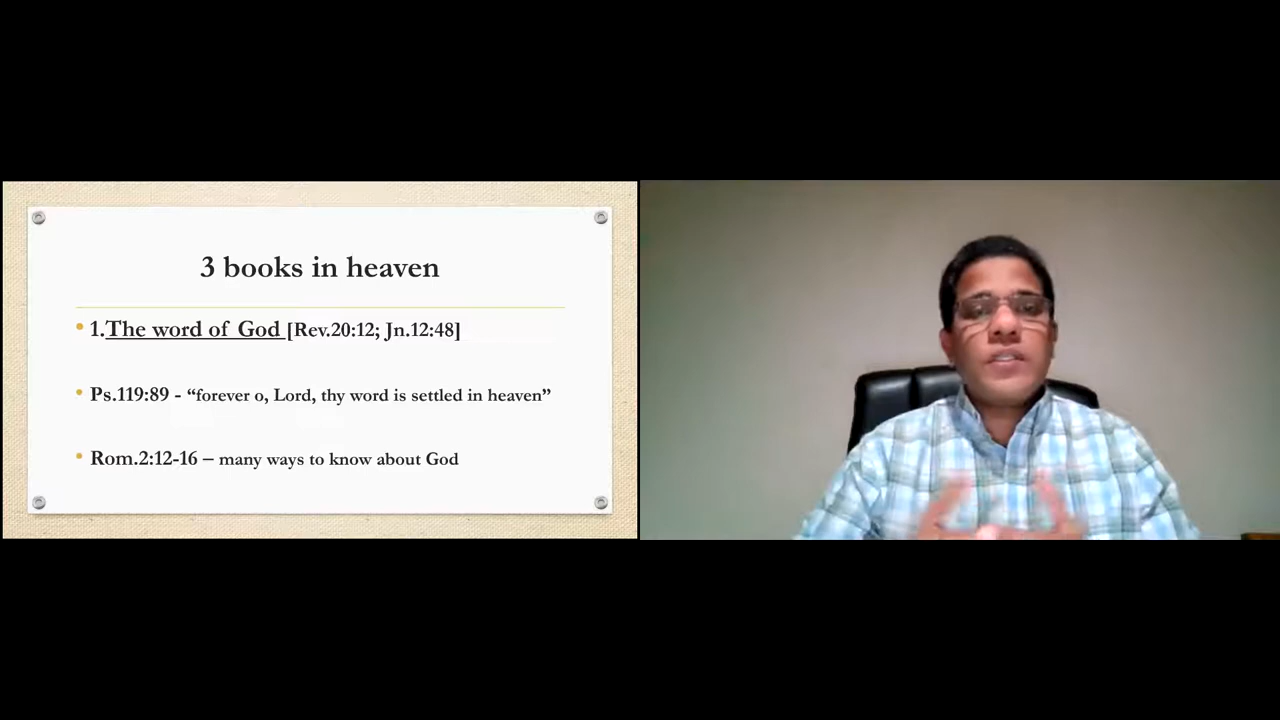 3 books in heaven
1.The word of God [Rev.20:12; Jn.12:48]
Ps.119:89 - “forever o, Lord, thy word is settled in heaven”
Rom.2:12-16 – many ways to know about God